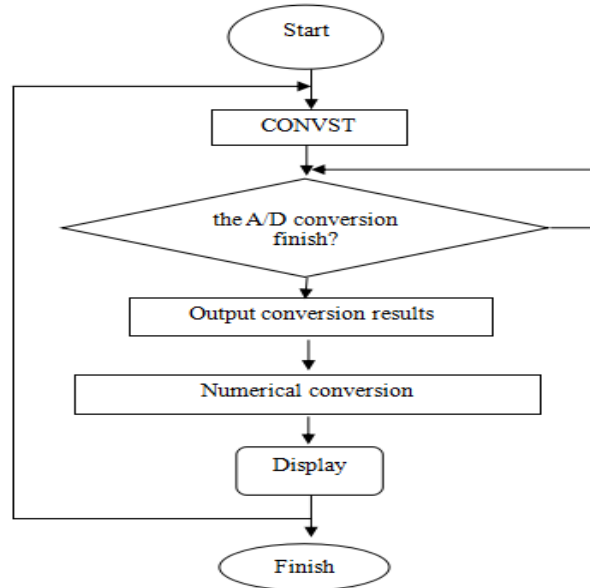 Start
CONVST
the A/D conversion
finish?
Output conversion results
Numerical conversion
Display
Finish